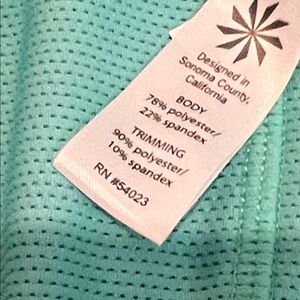 Designed in
Sonoma County,
California
BODY
78% polyester/
22% spandex
TRIMMING
90% polyester/
10% spandex
RN #54023